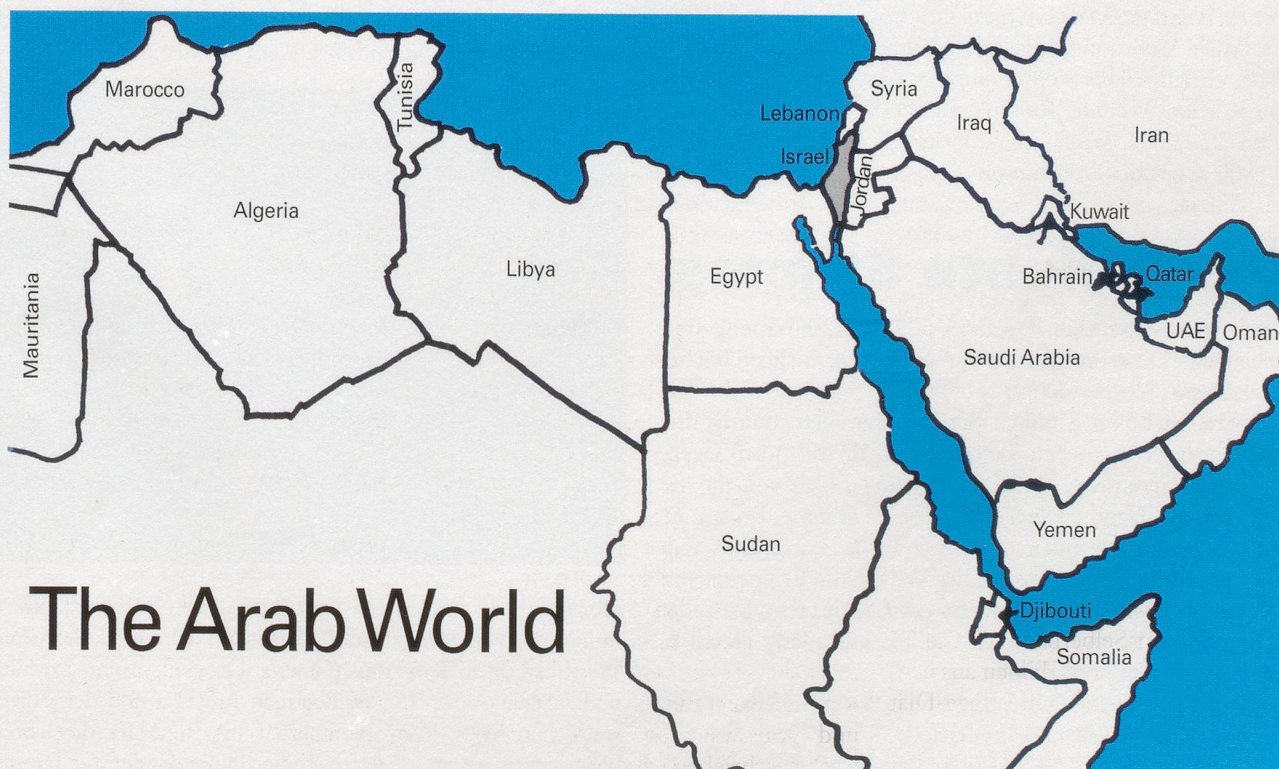 Marocco
Tunisia
Syria
Lebanon
Iraq
Iran
Israel
Jordan
Algeria
Kuwait
Libya
Egypt
Bahrain
Qatar
Mauritania
UAE
Oman
Saudi Arabia
Yemen
Sudan
The Arab World
Djibouti
Somalia